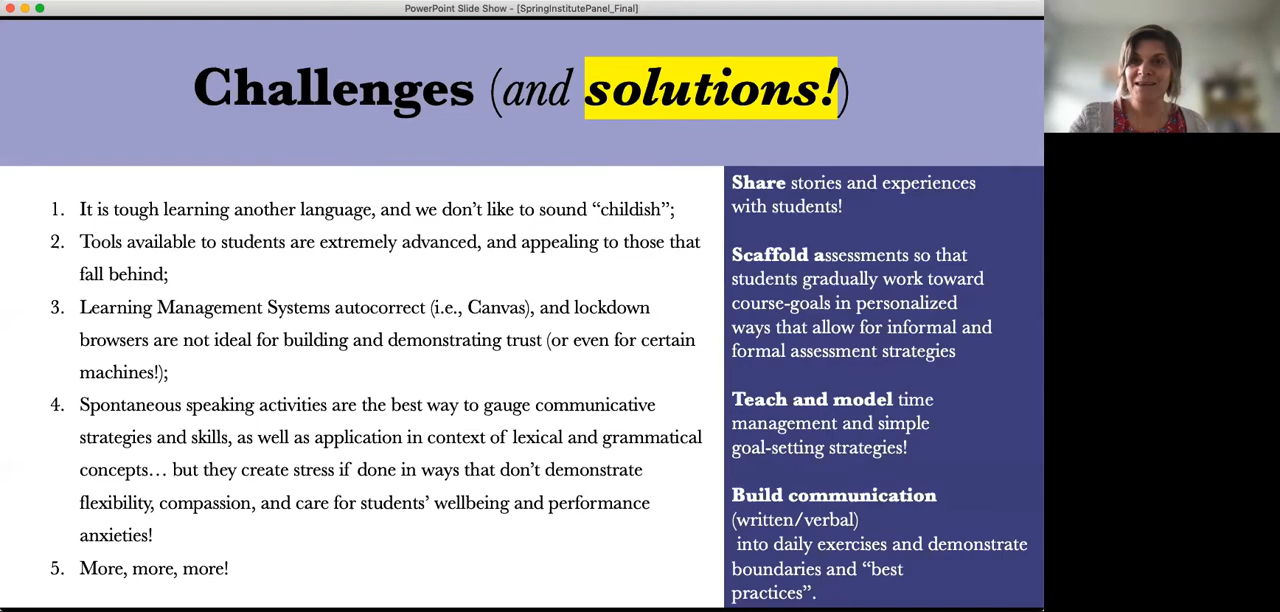 PowerPoint Slide Show - [SpringInstitutePanel_Final]
Challenges (and solutions!)
1. It is tough learning another language, and we don’t like to sound “childish”;
2. Tools available to students are extremely advanced, and appealing to those that
fall behind;
3. Learning Management Systems autocorrect (i.e., Canvas), and lockdown
browsers are not ideal for building and demonstrating trust (or even for certain
machines!);
4. Spontaneous speaking activities are the best way to gauge communicative
strategies and skills, as well as application in context of lexical and grammatical
concepts… but they create stress if done in ways that don’t demonstrate
flexibility, compassion, and care for students’ wellbeing and performance
anxieties!
5. More, more, more!
Share stories and experiences
with students!
Scaffold assessments so that
students gradually work toward
course-goals in personalized
ways that allow for informal and
formal assessment strategies
Teach and model time
management and simple
goal-setting strategies!
Build communication
(written/verbal)
into daily exercises and demonstrate
boundaries and “best
practices”.